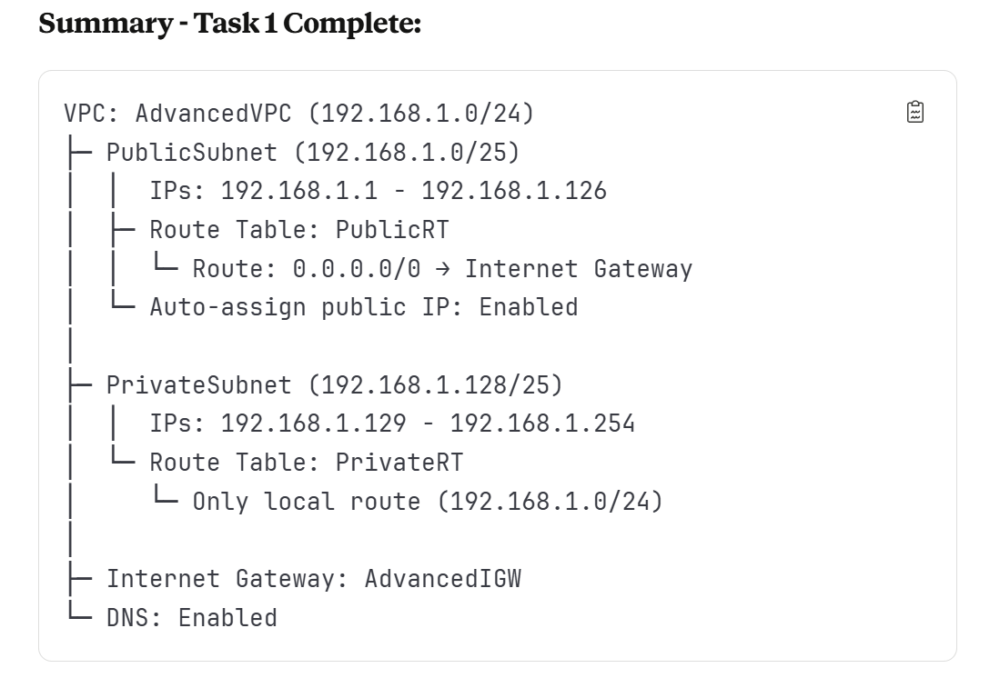 Summary - Task 1 Complete:
VPC: AdvancedVPC (192.168.1.0/24)
├─ PublicSubnet (192.168.1.0/25)
│  │  IPs: 192.168.1.1 - 192.168.1.126
│  ├─ Route Table: PublicRT
│  │  └─ Route: 0.0.0.0/0 → Internet Gateway
│  └─ Auto-assign public IP: Enabled
│
├─ PrivateSubnet (192.168.1.128/25)
│  │  IPs: 192.168.1.129 - 192.168.1.254
│  └─ Route Table: PrivateRT
│     └─ Only local route (192.168.1.0/24)
│
├─ Internet Gateway: AdvancedIGW
└─ DNS: Enabled